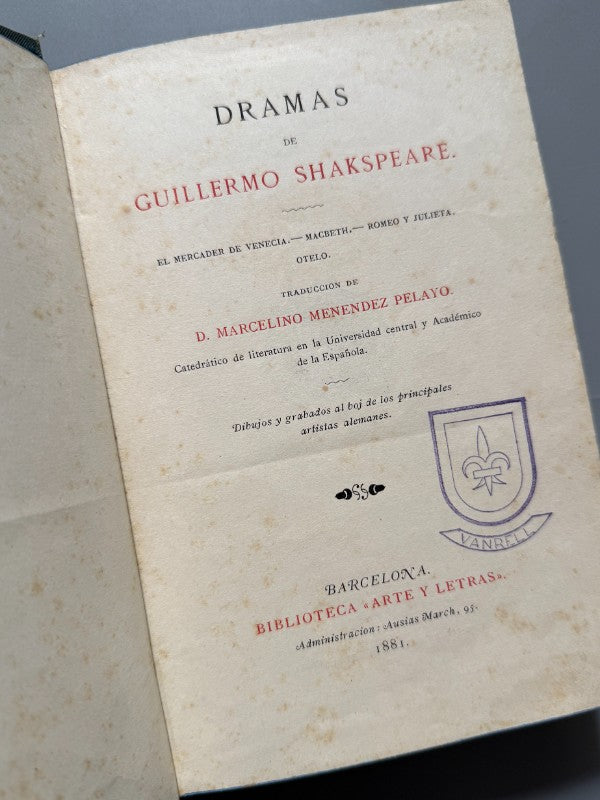 DRAMAS
DE
GUILLERMO SHAKSPEARE.
EL MERCADER DE VENECIA.—MACBETH.—ROMEO Y JULIETA.
OTELO.
TRADUCCION DE
D. MARCELINO MENENDEZ PELAYO.
Catedrático de literatura en la Universidad central y Académico
de la Española.
Dibujos y grabados al boj de los principales
artistas alemanes.
VANRELL
BARCELONA.
BIBLIOTECA «ARTE Y LETRAS».
Administracion: Ausias March, 95.
1881.